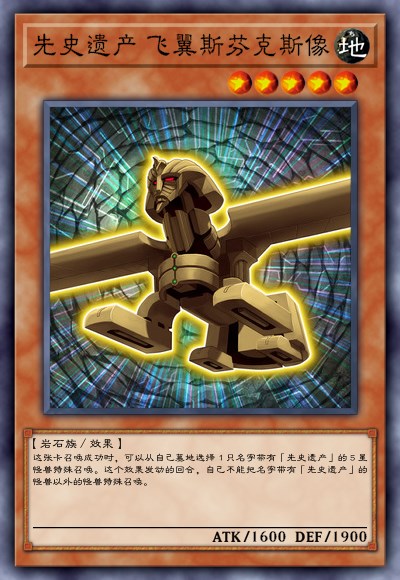 先史遗产 飞翼斯芬克斯像 地
【岩石族／效果】
这张卡召唤成功时，可以从自己墓地选择1只名字带有「先史遗产」的5星
怪兽特殊召唤。这个效果发动的回合，自己不能把名字带有「先史遗产」的
怪兽以外的怪兽特殊召唤。
ATK/1600 DEF/1900